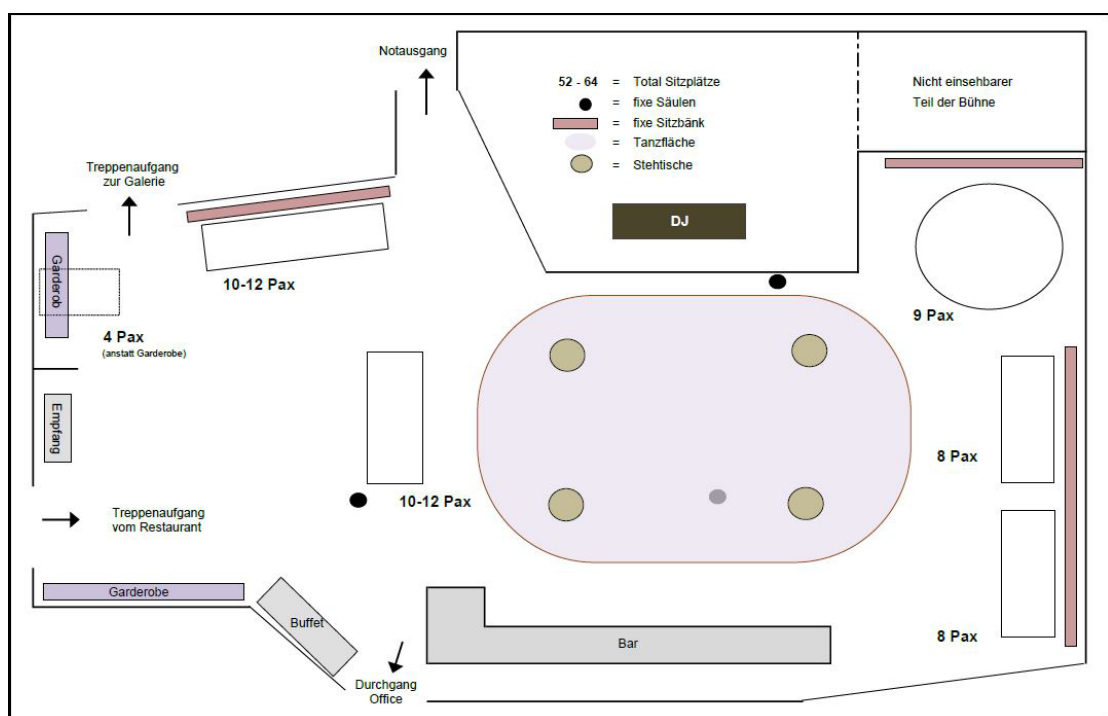 Notausgang
52 - 64 = Total Sitzplätze
= fixe Säulen
= fixe Sitzbänk
= Tanzfläche
= Stehtische
Nicht einsehbarer
Teil der Bühne
Treppenaufgang
zur Galerie
DJ
Garderob
10-12 Pax
9 Pax
4 Pax
(anstatt Garderobe)
Empfang
8 Pax
10-12 Pax
Treppenaufgang
vom Restaurant
Garderobe
Buffet
Bar
8 Pax
Durchgang
Office